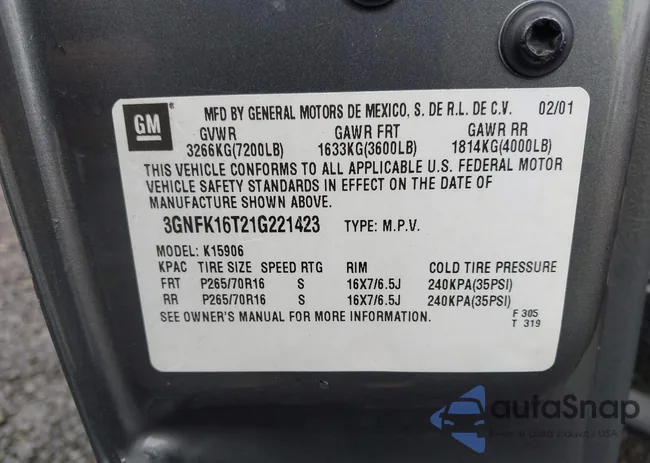 GM
MFD BY GENERAL MOTORS DE MEXICO, S. DE R.L. DE C.V. 02/01
GVWR GAWR FRT GAWR RR
3266KG(7200LB) 1633KG(3600LB) 1814KG(4000LB)
THIS VEHICLE CONFORMS TO ALL APPLICABLE U.S. FEDERAL MOTOR
VEHICLE SAFETY STANDARDS IN EFFECT ON THE DATE OF
MANUFACTURE SHOWN ABOVE.
3GNFK16T21G221423 TYPE: M.P.V.
MODEL: K15906
KPAC TIRE SIZE SPEED RTG RIM COLD TIRE PRESSURE
FRT P265/70R16 S 16X7/6.5J 240KPA(35PSI)
RR P265/70R16 S 16X7/6.5J 240KPA(35PSI)
SEE OWNER'S MANUAL FOR MORE INFORMATION.
F 305
T 319
autoSnap
USA